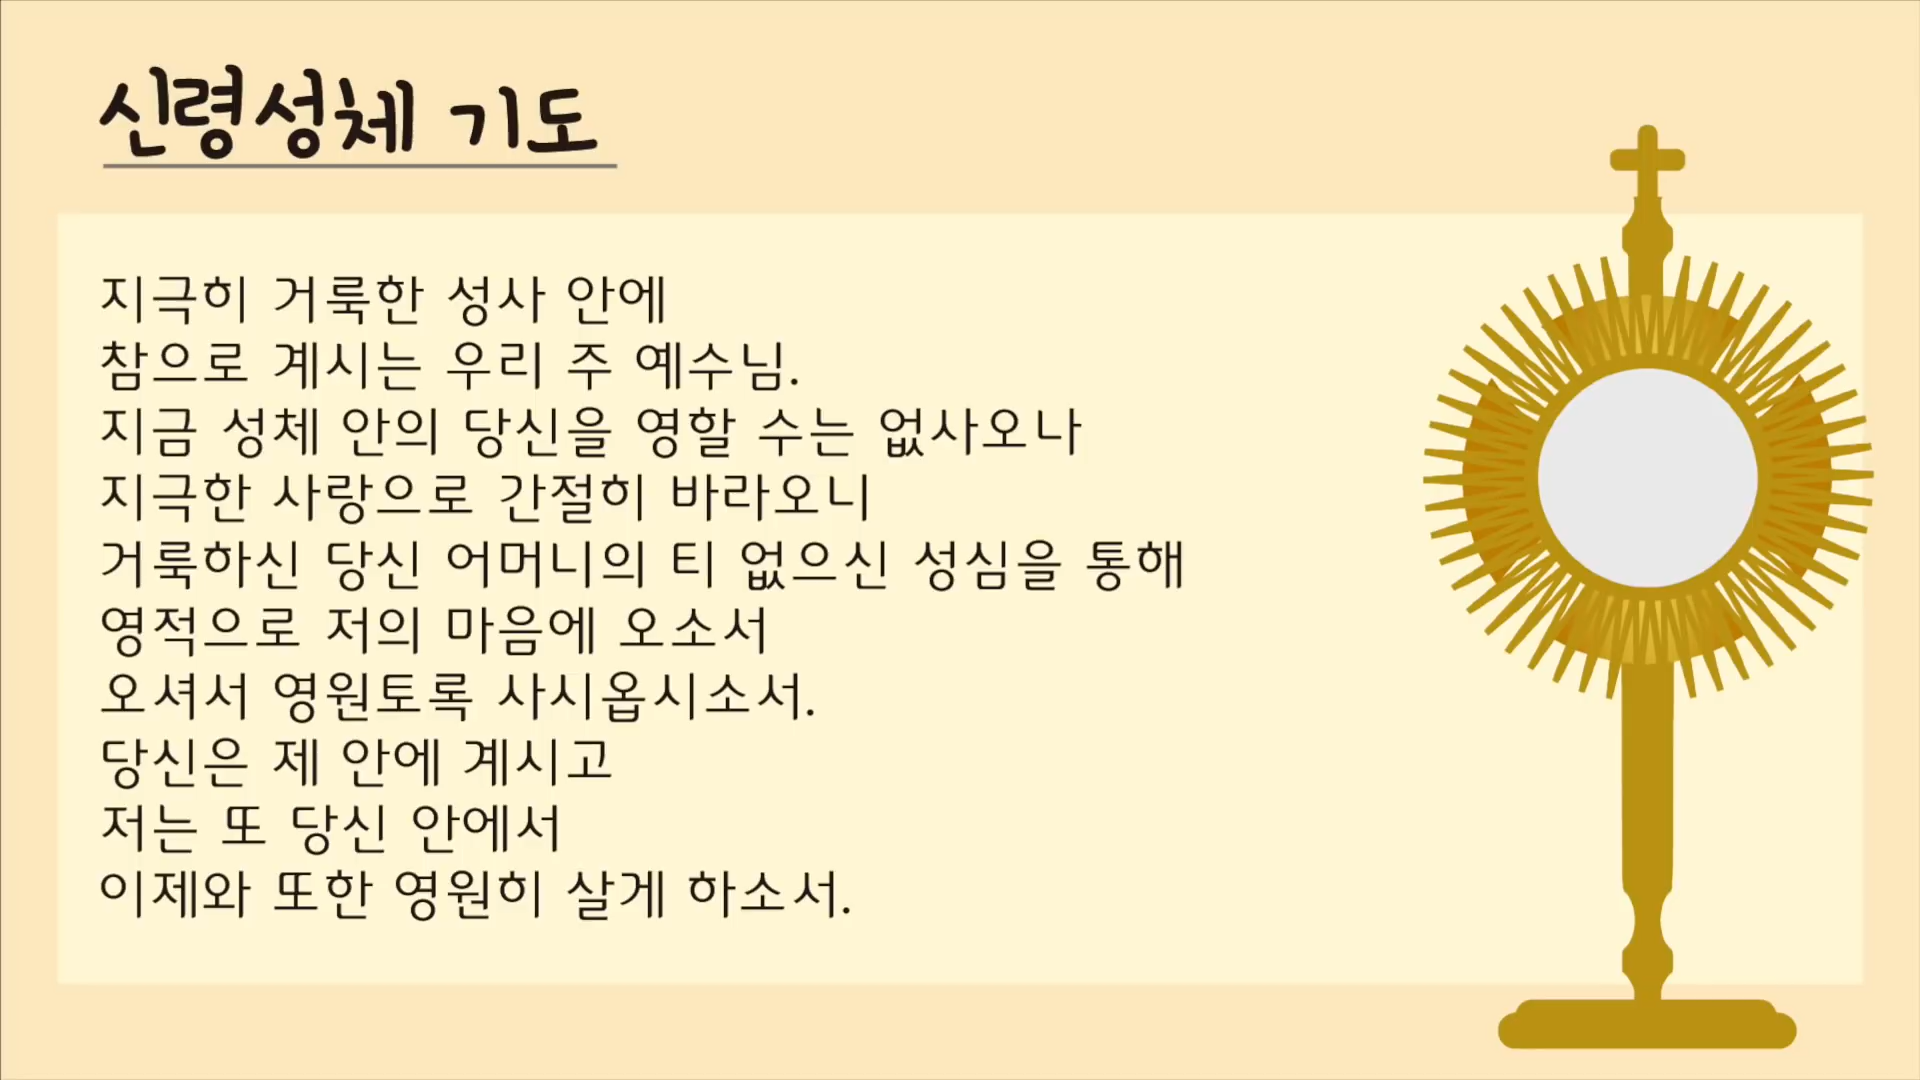 신령성체 기도
지극히 거룩한 성사 안에
참으로 계시는 우리 주 예수님.
지금 성체 안의 당신을 영할 수는 없사오나
지극한 사랑으로 간절히 바라오니
거룩하신 당신 어머니의 티 없으신 성심을 통해
영적으로 저의 마음에 오소서
오셔서 영원토록 사시옵시소서.
당신은 제 안에 계시고
저는 또 당신 안에서
이제와 또한 영원히 살게 하소서.